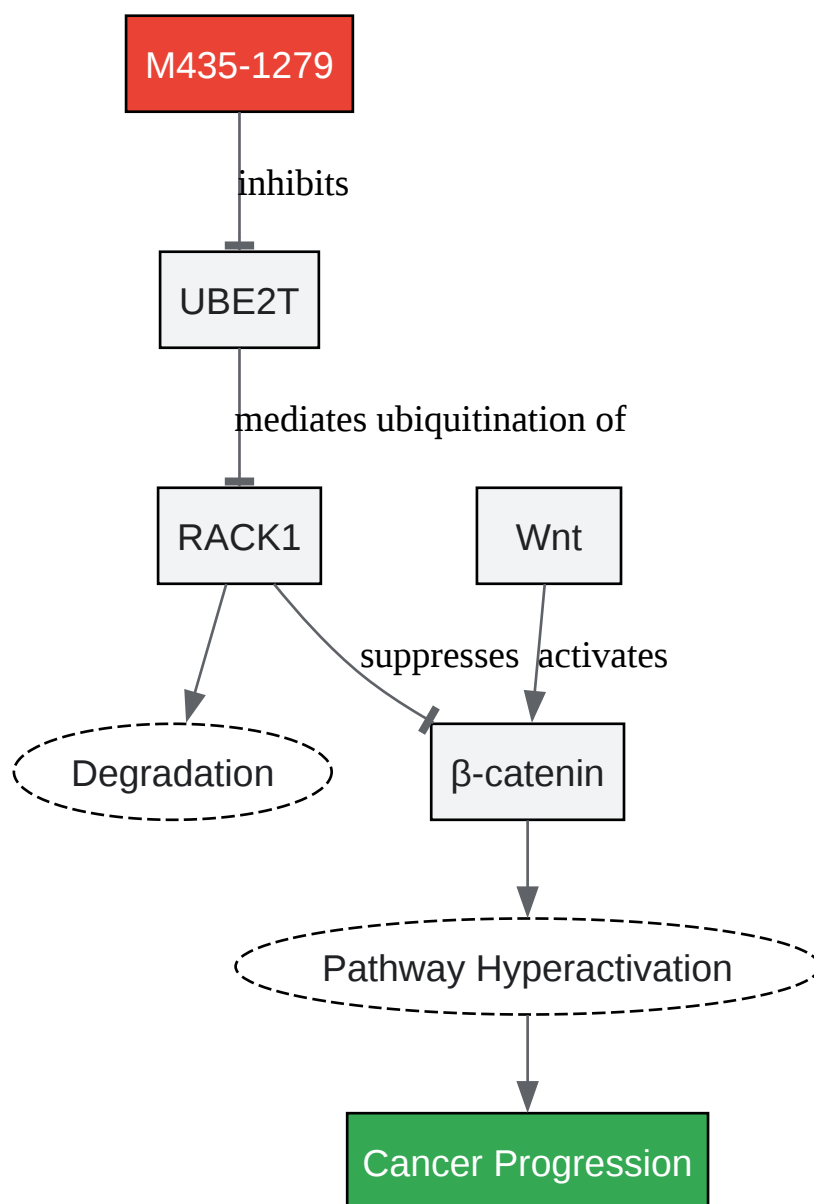 M435-1279
inhibits
UBE2T
mediates ubiquitination of
RACK1
Wnt
suppresses
activates
Degradation
β-catenin
Pathway Hyperactivation
Cancer Progression